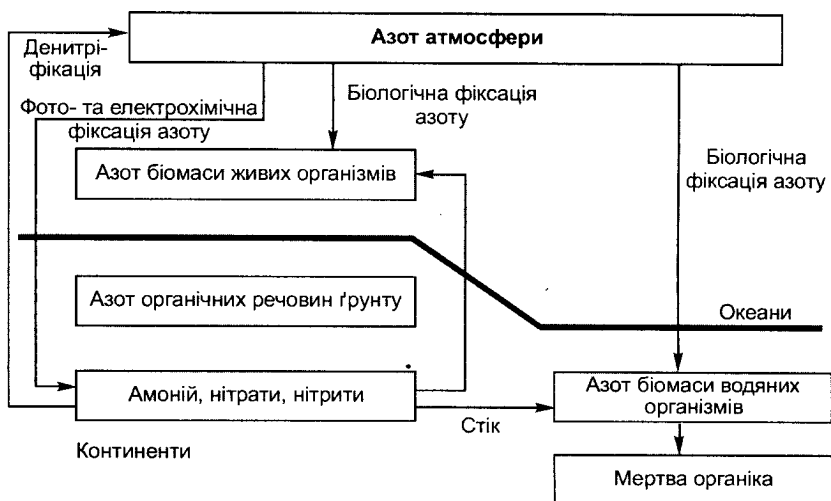 Азот атмосфери
Денитрі-
фікація
Фото- та електрохімічна
фіксація азоту
Біологічна фіксація
азоту
Біологічна
фіксація азоту
Азот біомаси живих організмів
Азот органічних речовин ґрунту
Океани
Амоній, нітрати, нітрити
Азот біомаси водяних
організмів
Стік
Континенти
Мертва органіка